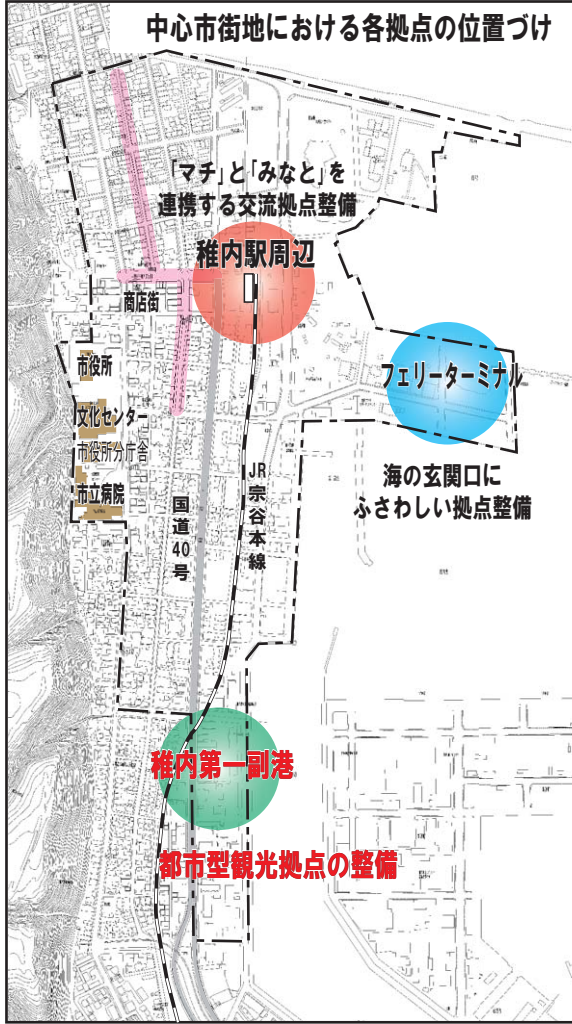 中心市街地における各拠点の位置づけ
「マチ」と「みなと」を
連携する交流拠点整備
稚内駅周辺
商店街
市役所
フェリーターミナル
文化センター
市役所分庁舎
市立病院
海の玄関口に
ふさわしい拠点整備
国道40号
JR宗谷本線
稚内第一副港
都市型観光拠点の整備